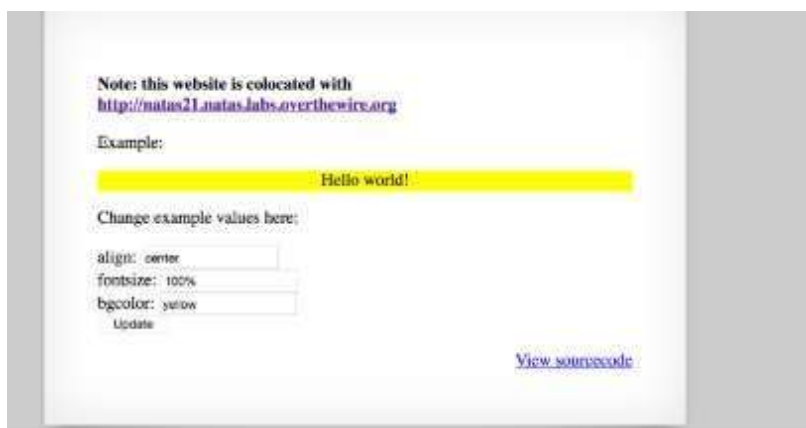 Note: this website is colocated with
http://natas21.natas.labs.overthewire.org
Example:
Hello world!
Change example values here:
align: center
fontsize: 100%
bgcolor: yellow
Update
View sourcecode